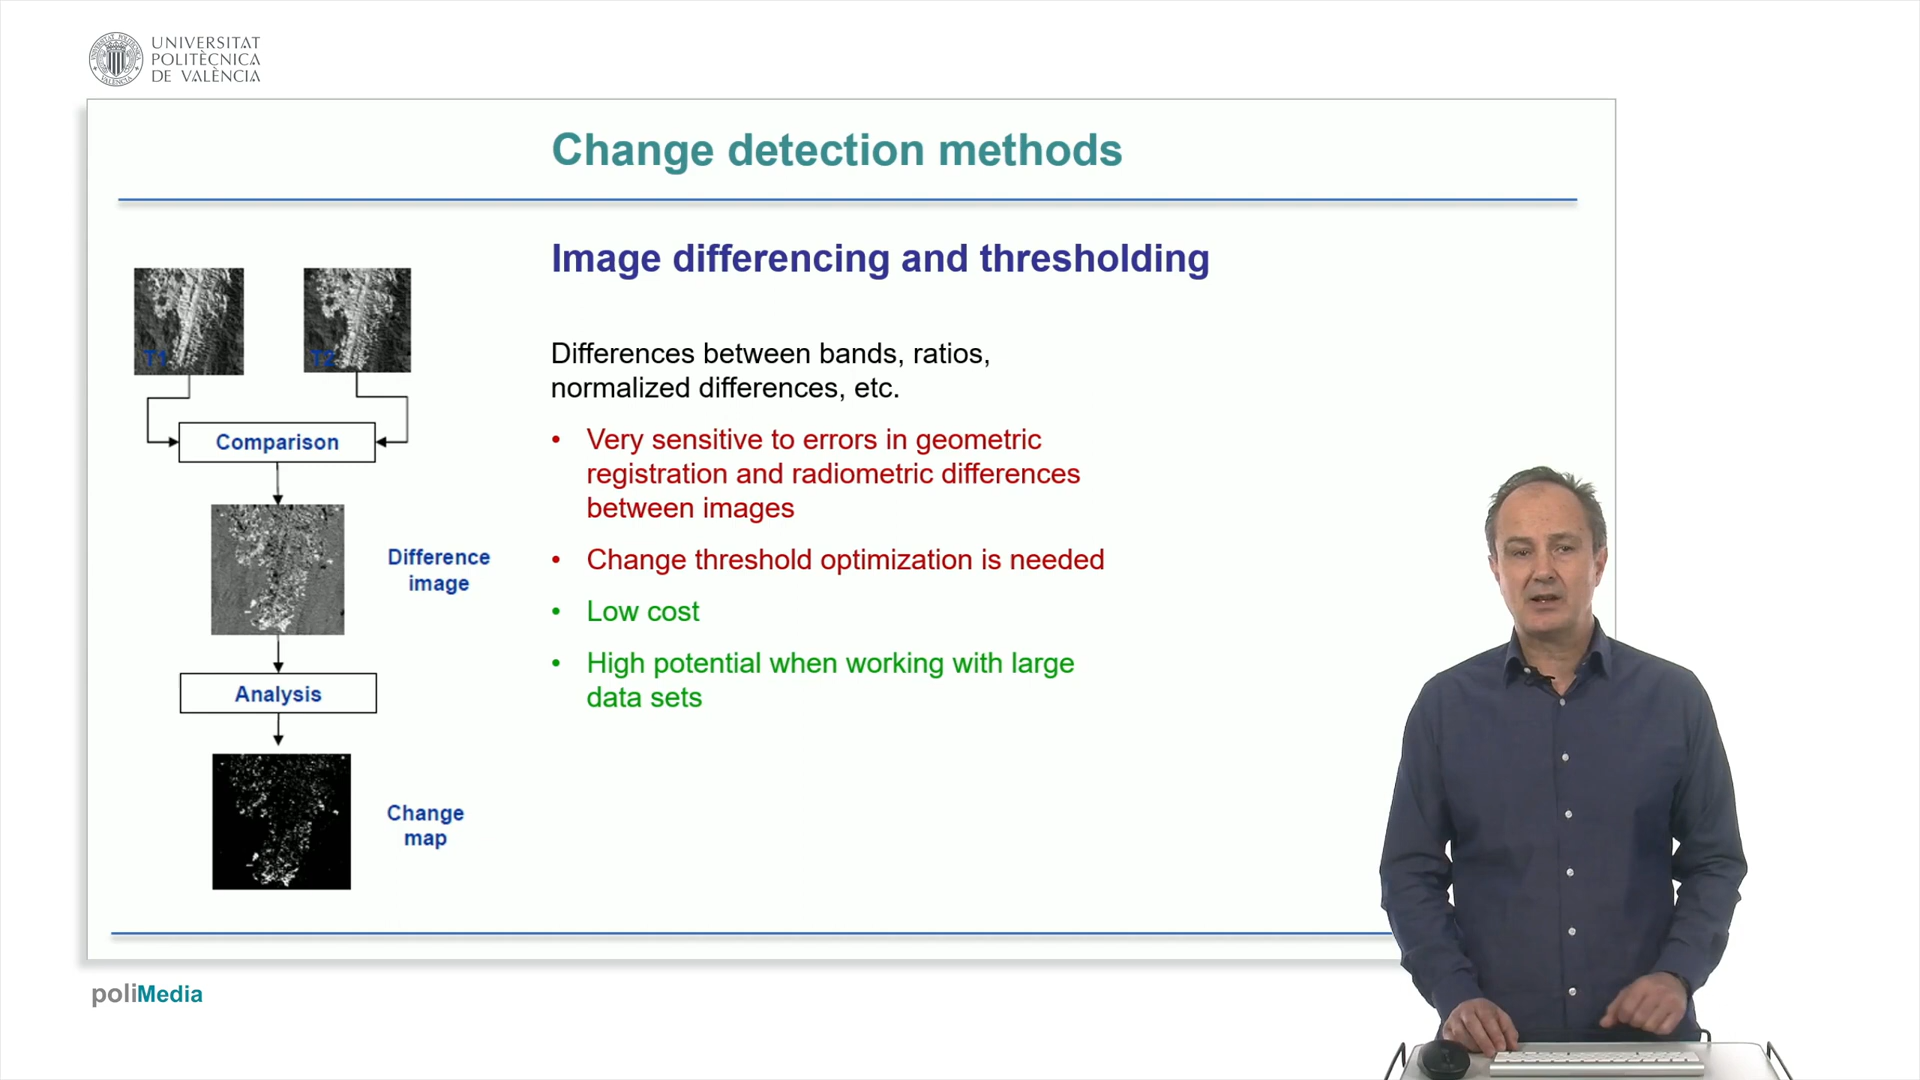 UNIVERSITAT
POLITÈCNICA
DE VALÈNCIA
Change detection methods
Image differencing and thresholding
T1
T2
Comparison
Difference
image
Analysis
Change
map
Differences between bands, ratios,
normalized differences, etc.
• Very sensitive to errors in geometric
registration and radiometric differences
between images
• Change threshold optimization is needed
• Low cost
• High potential when working with large
data sets
poliMedia